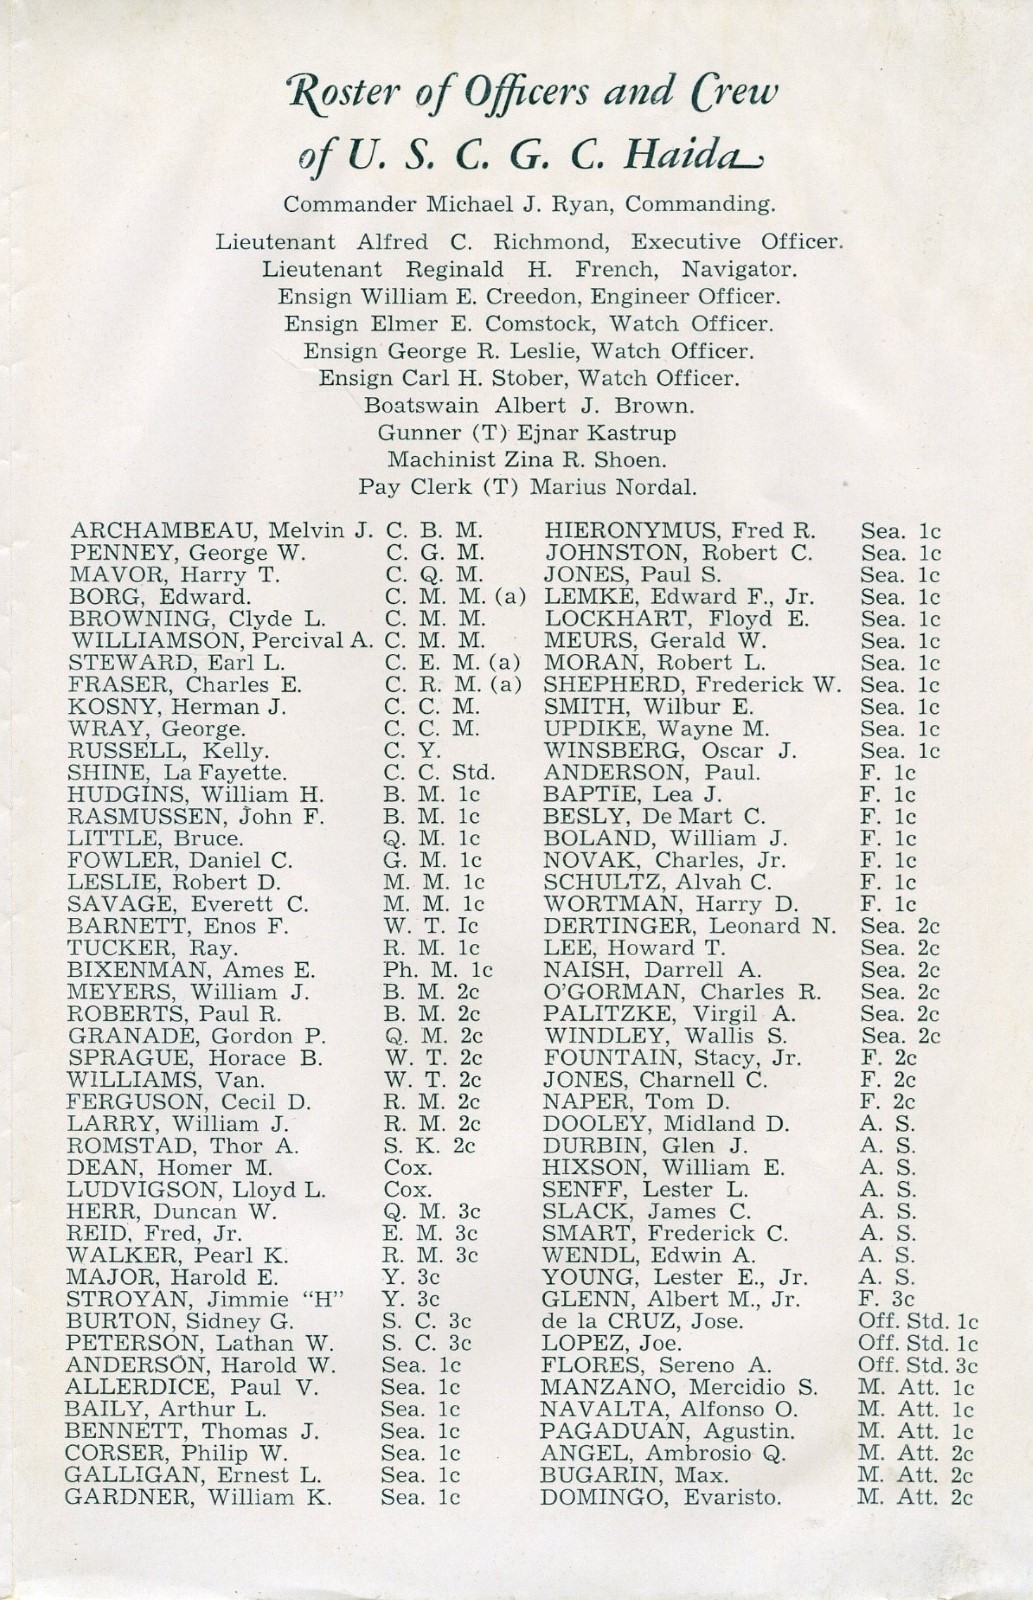 Roster of Officers and Crew
of U. S. C. G. C. Haida
Commander Michael J. Ryan, Commanding.
Lieutenant Alfred C. Richmond, Executive Officer.
Lieutenant Reginald H. French, Navigator.
Ensign William E. Creedon, Engineer Officer.
Ensign Elmer E. Comstock, Watch Officer.
Ensign George R. Leslie, Watch Officer.
Ensign Carl H. Stober, Watch Officer.
Boatswain Albert J. Brown.
Gunner (T) Ejnar Kastrup
Machinist Zina R. Shoen.
Pay Clerk (T) Marius Nordal.
ARCHAMBEAU, Melvin J. C. B. M.
PENNEY, George W. C. G. M.
MAVOR, Harry T. C. Q. M.
BORG, Edward. C. M. M. (a)
BROWNING, Clyde L. C. M. M.
WILLIAMSON, Percival A. C. M. M.
STEWARD, Earl L. C. E. M. (a)
FRASER, Charles E. C. R. M. (a)
KOSNY, Herman J. C. C. M.
WRAY, George. C. C. M.
RUSSELL, Kelly. C. Y.
SHINE, La Fayette. C. C. Std.
HUDGINS, William H. B. M. 1c
RASMUSSEN, John F. B. M. 1c
LITTLE, Bruce. Q. M. 1c
FOWLER, Daniel C. G. M. 1c
LESLIE, Robert D. M. M. 1c
SAVAGE, Everett C. M. M. 1c
BARNETT, Enos F. W. T. Ic
TUCKER, Ray. R. M. 1c
BIXENMAN, Ames E. Ph. M. 1c
MEYERS, William J. B. M. 2c
ROBERTS, Paul R. B. M. 2c
GRANADE, Gordon P. Q. M. 2c
SPRAGUE, Horace B. W. T. 2c
WILLIAMS, Van. W. T. 2c
FERGUSON, Cecil D. R. M. 2c
LARRY, William J. R. M. 2c
ROMSTAD, Thor A. S. K. 2c
DEAN, Homer M. Cox.
LUDVIGSON, Lloyd L. Cox.
HERR, Duncan W. Q. M. 3c
REID, Fred, Jr. E. M. 3c
WALKER, Pearl K. R. M. 3c
MAJOR, Harold E. Y. 3c
STROYAN, Jimmie "H" Y. 3c
BURTON, Sidney G. S. C. 3c
PETERSON, Lathan W. S. C. 3c
ANDERSON, Harold W. Sea. 1c
ALLERDICE, Paul V. Sea. 1c
BAILY, Arthur L. Sea. 1c
BENNETT, Thomas J. Sea. 1c
CORSER, Philip W. Sea. 1c
GALLIGAN, Ernest L. Sea. 1c
GARDNER, William K. Sea. 1c
HIERONYMUS, Fred R. Sea. 1c
JOHNSTON, Robert C. Sea. 1c
JONES, Paul S. Sea. 1c
LEMKE, Edward F., Jr. Sea. 1c
LOCKHART, Floyd E. Sea. 1c
MEURS, Gerald W. Sea. 1c
MORAN, Robert L. Sea. 1c
SHEPHERD, Frederick W. Sea. 1c
SMITH, Wilbur E. Sea. 1c
UPDIKE, Wayne M. Sea. 1c
WINSBERG, Oscar J. Sea. 1c
ANDERSON, Paul. F. 1c
BAPTIE, Lea J. F. 1c
BESLY, De Mart C. F. 1c
BOLAND, William J. F. 1c
NOVAK, Charles, Jr. F. 1c
SCHULTZ, Alvah C. F. 1c
WORTMAN, Harry D. F. 1c
DERTINGER, Leonard N. Sea. 2c
LEE, Howard T. Sea. 2c
NAISH, Darrell A. Sea. 2c
O'GORMAN, Charles R. Sea. 2c
PALITZKE, Virgil A. Sea. 2c
WINDLEY, Wallis S. Sea. 2c
FOUNTAIN, Stacy, Jr. F. 2c
JONES, Charnell C. F. 2c
NAPER, Tom D. F. 2c
DOOLEY, Midland D. A. S.
DURBIN, Glen J. A. S.
HIXSON, William E. A. S.
SENFF, Lester L. A. S.
SLACK, James C. A. S.
SMART, Frederick C. A. S.
WENDL, Edwin A. A. S.
YOUNG, Lester E., Jr. A. S.
GLENN, Albert M., Jr. F. 3c
de la CRUZ, Jose. Off. Std. 1c
LOPEZ, Joe. Off. Std. 1c
FLORES, Sereno A. Off. Std. 3c
MANZANO, Mercidio S. M. Att. 1c
NAVALTA, Alfonso O. M. Att. 1c
PAGADUAN, Agustin. M. Att. 1c
ANGEL, Ambrosio Q. M. Att. 2c
BUGARIN, Max. M. Att. 2c
DOMINGO, Evaristo. M. Att. 2c